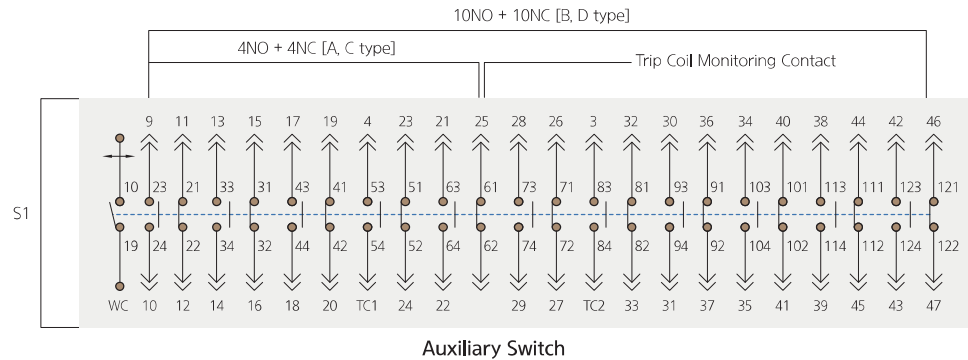 10NO + 10NC [B, D type]
4NO + 4NC [A, C type]
Trip Coil Monitoring Contact
9 11 13 15 17 19 4 23 21 25 28 26 3 32 30 36 34 40 38 44 42 46
10 23 21 33 31 43 41 53 51 63 61 73 71 83 81 93 91 103 101 113 111 123 121
S1
19 24 22 34 32 44 42 54 52 64 62 74 72 84 82 94 92 104 102 114 112 124 122
WC 10 12 14 16 18 20 TC1 24 22 29 27 TC2 33 31 37 35 41 39 45 43 47
Auxiliary Switch